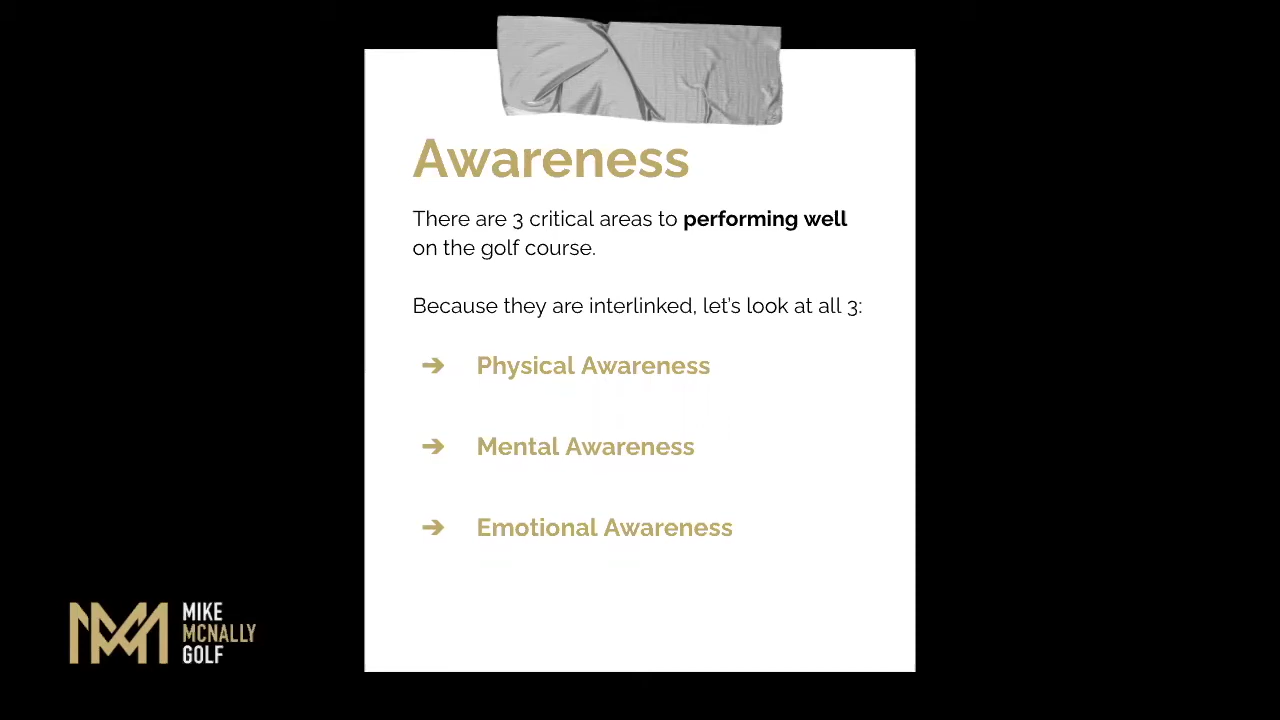 Awareness
There are 3 critical areas to performing well
on the golf course.
Because they are interlinked, let's look at all 3:
➔ Physical Awareness
➔ Mental Awareness
➔ Emotional Awareness
MIKE
MCNALLY
GOLF